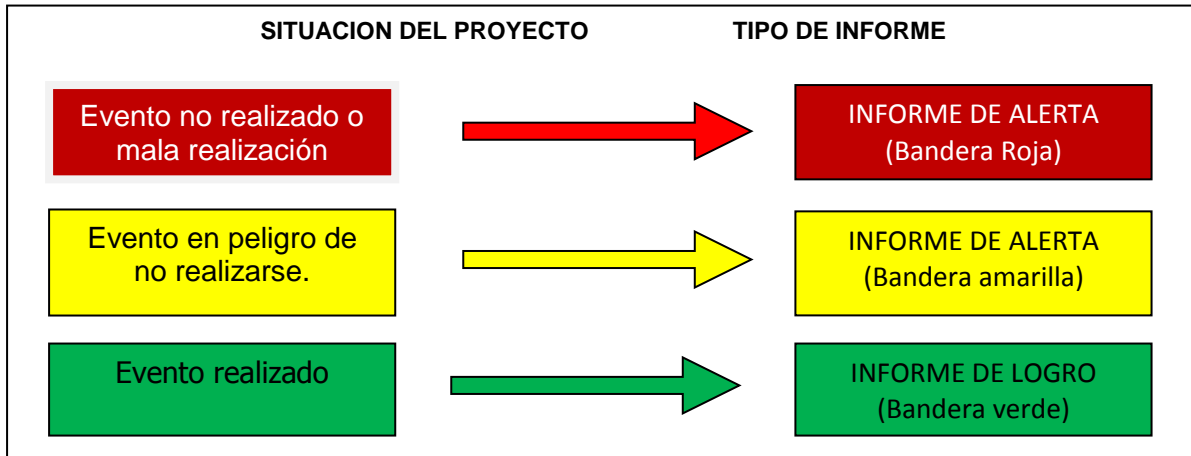 SITUACION DEL PROYECTO TIPO DE INFORME
Evento no realizado o
mala realización
INFORME DE ALERTA
(Bandera Roja)
Evento en peligro de
no realizarse.
INFORME DE ALERTA
(Bandera amarilla)
Evento realizado
INFORME DE LOGRO
(Bandera verde)